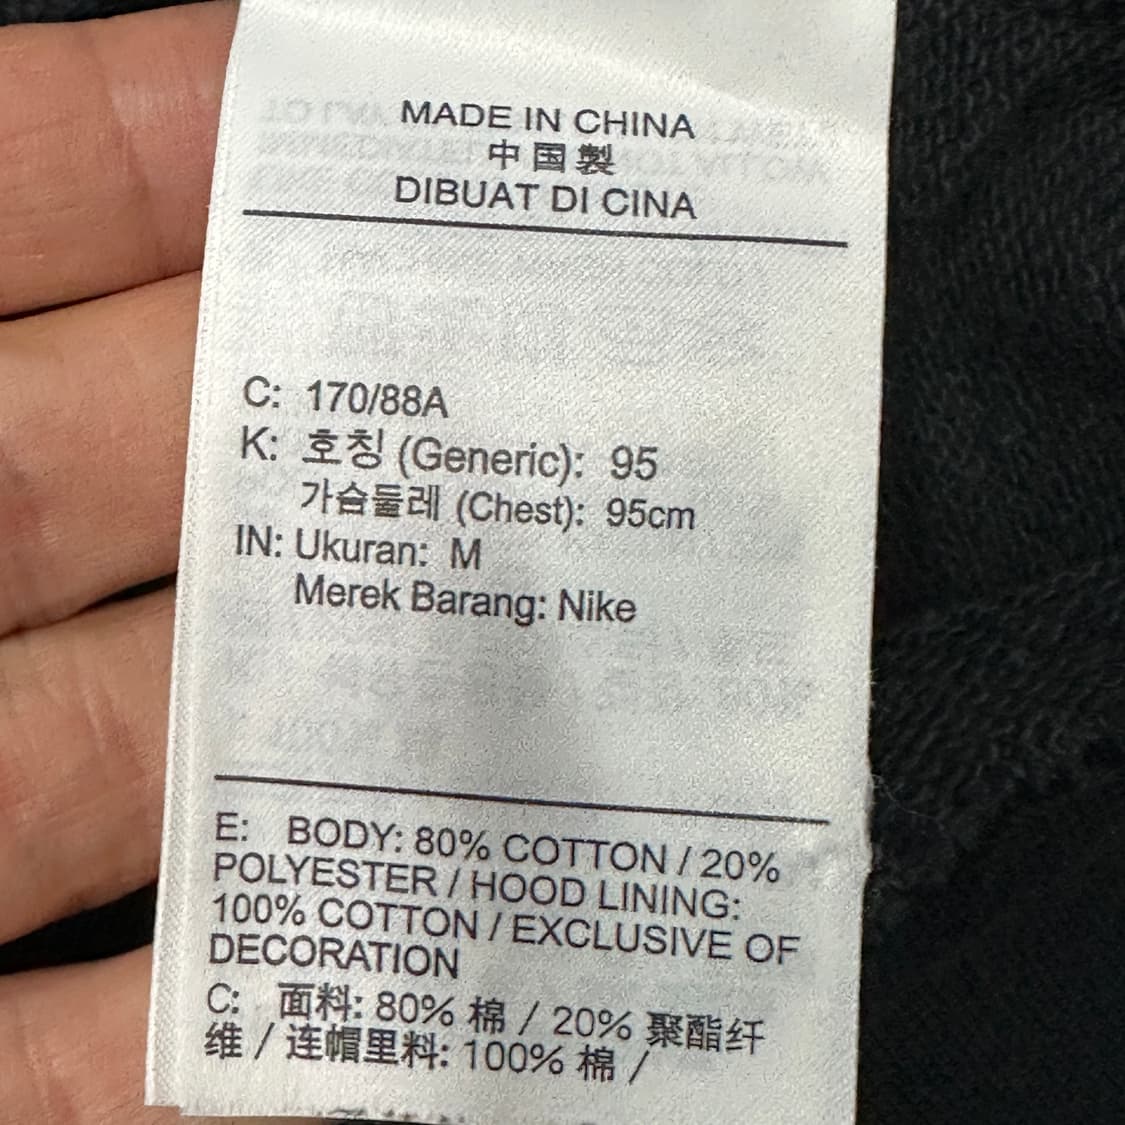 MADE IN CHINA
中国製
DIBUAT DI CINA
C: 170/88A
K: 호칭 (Generic): 95
가슴둘레 (Chest): 95cm
IN: Ukuran: M
Merek Barang: Nike
E: BODY: 80% COTTON / 20%
POLYESTER / HOOD LINING:
100% COTTON / EXCLUSIVE OF
DECORATION
C: 面料: 80% 棉 / 20% 聚酯纤
维 / 连帽里料: 100% 棉 /